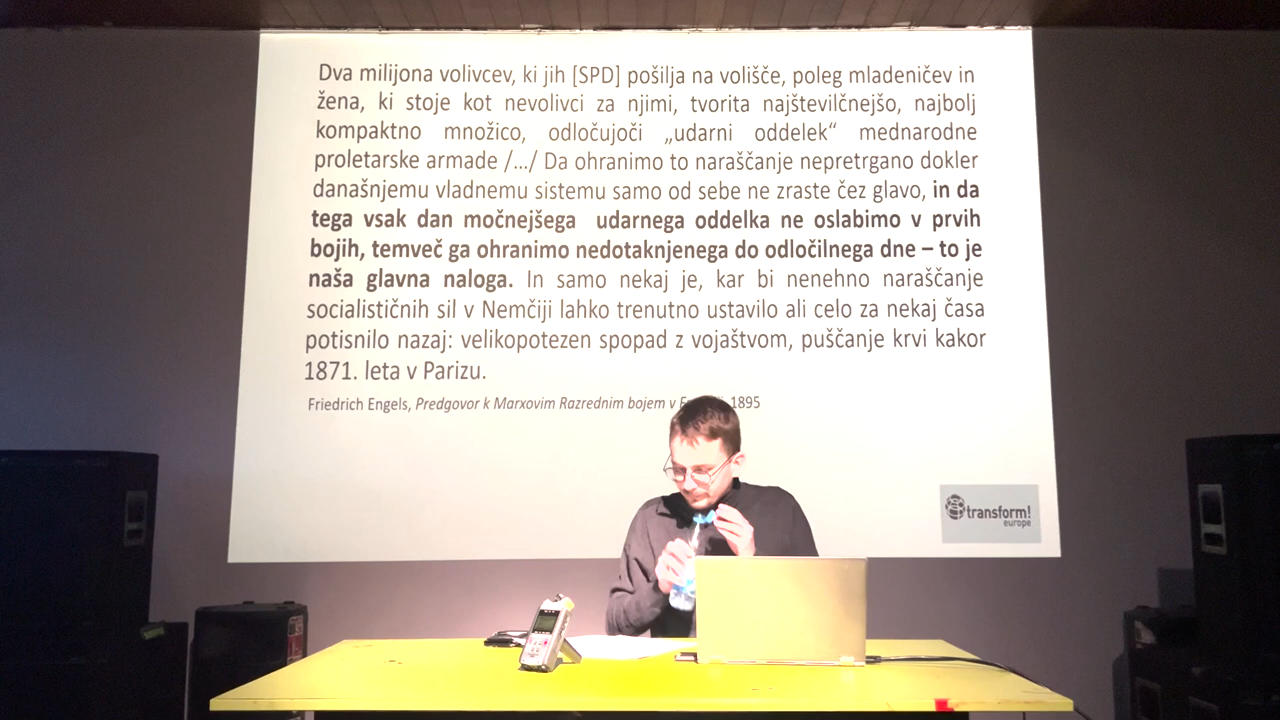 Dva milijona volivcev, ki jih [SPD] pošilja na volišče, poleg mladeničev in
žena, ki stoje kot nevolivci za njimi, tvorita najštevilčnejšo, najbolj
kompaktno množico, odločujoči „udarni oddelek“ mednarodne
proletarske armade /.../ Da ohranimo to naraščanje nepretrgano dokler
današnjemu vladnemu sistemu samo od sebe ne zraste čez glavo, in da
tega vsak dan močnejšega udarnega oddelka ne oslabimo v prvih
bojih, temveč ga ohranimo nedotaknjenega do odločilnega dne – to je
naša glavna naloga. In samo nekaj je, kar bi nenehno naraščanje
socialističnih sil v Nemčiji lahko trenutno ustavilo ali celo za nekaj časa
potisnilo nazaj: velikopotezen spopad z vojaštvom, puščanje krvi kakor
1871. leta v Parizu.
Friedrich Engels, Predgovor k Marxovim Razrednim bojem v 1895
transform!
europe